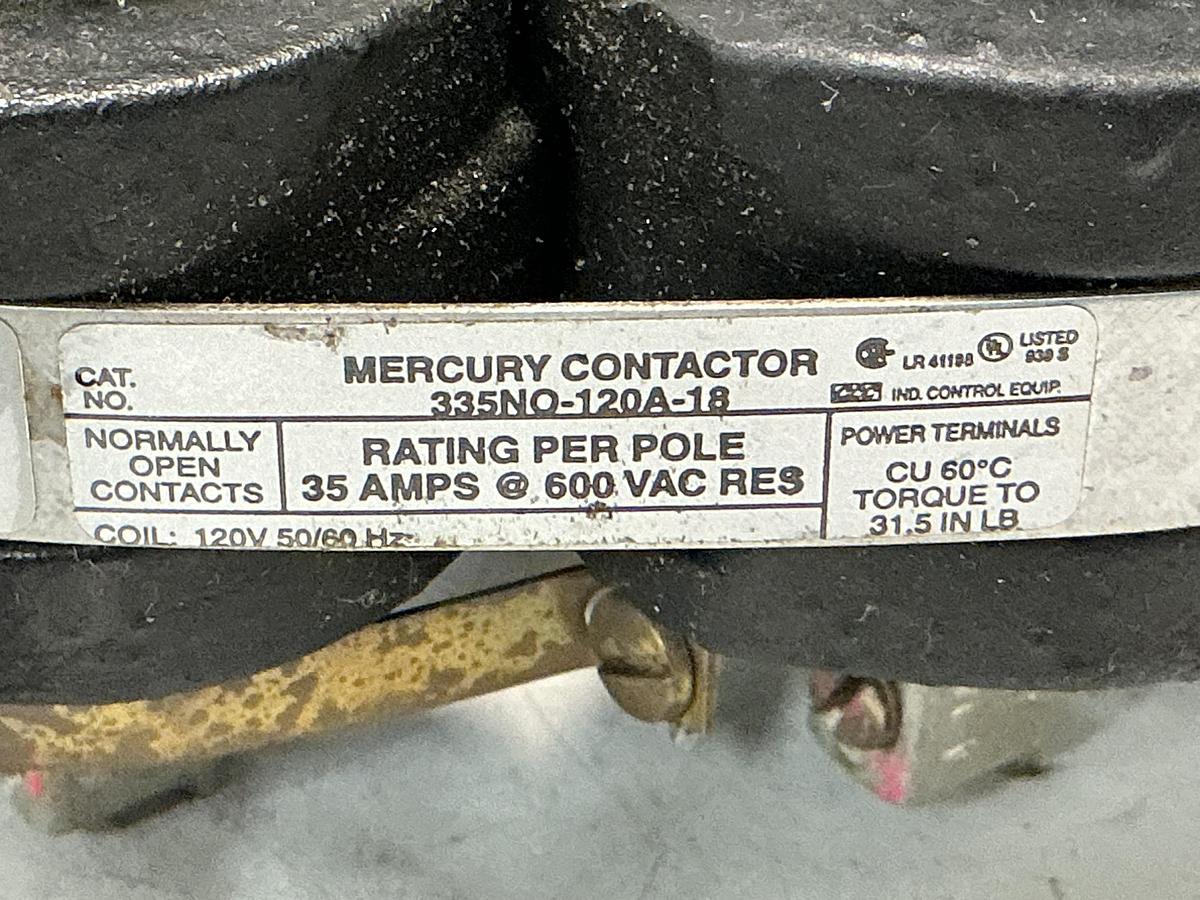 MERCURY CONTACTOR
CAT.
NO.
335NO-120A-18
LR 41198
UL
LISTED
939 S
IND. CONTROL EQUIP.
NORMALLY
OPEN
CONTACTS
RATING PER POLE
35 AMPS @ 600 VAC RES
POWER TERMINALS
CU 60°C
TORQUE TO
31.5 IN LB
COIL: 120V 50/60 Hz